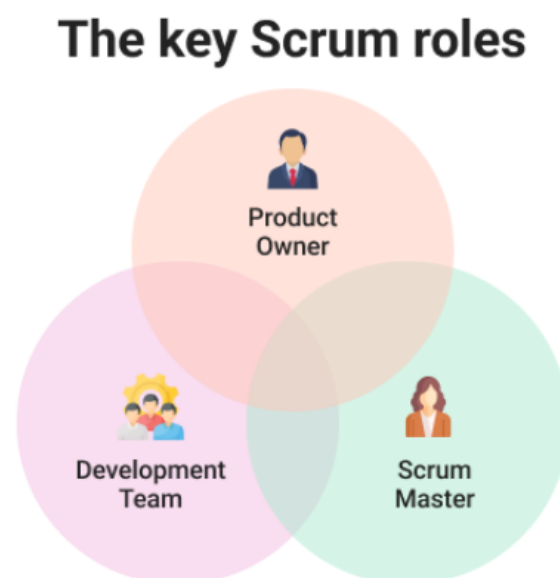 The key Scrum roles
Product
Owner
Development
Team
Scrum
Master